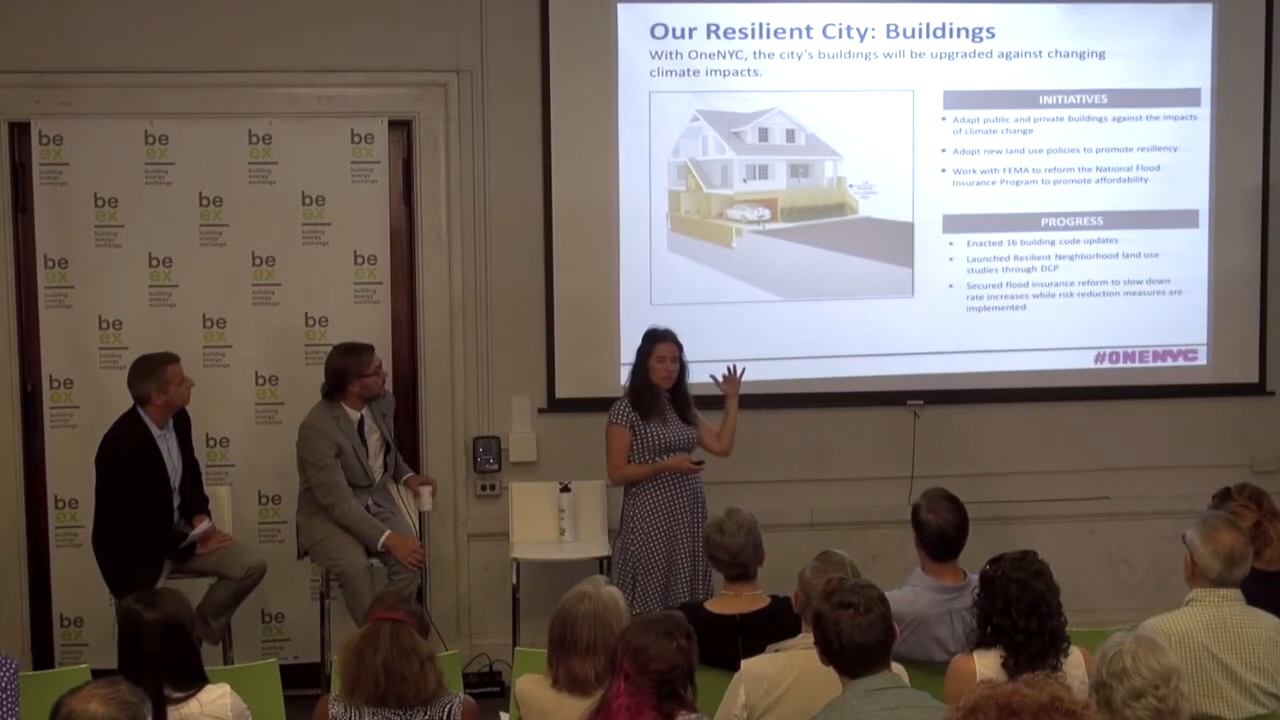 Our Resilient City: Buildings
With OneNYC, the city's buildings will be upgraded against changing
climate impacts.
INITIATIVES
Adapt public and private buildings against the impacts
of climate change
Adopt new land use policies to promote resiliency
Work with FEMA to reform the National Flood
Insurance Program to promote affordability
PROGRESS
Enacted 16 building code updates
Launched Resilient Neighborhood land use
studies through DCP
Secured flood insurance reform to slow down
rate increases while risk reduction measures are
implemented
#ONENYC
be
ex
building
energy
exchange